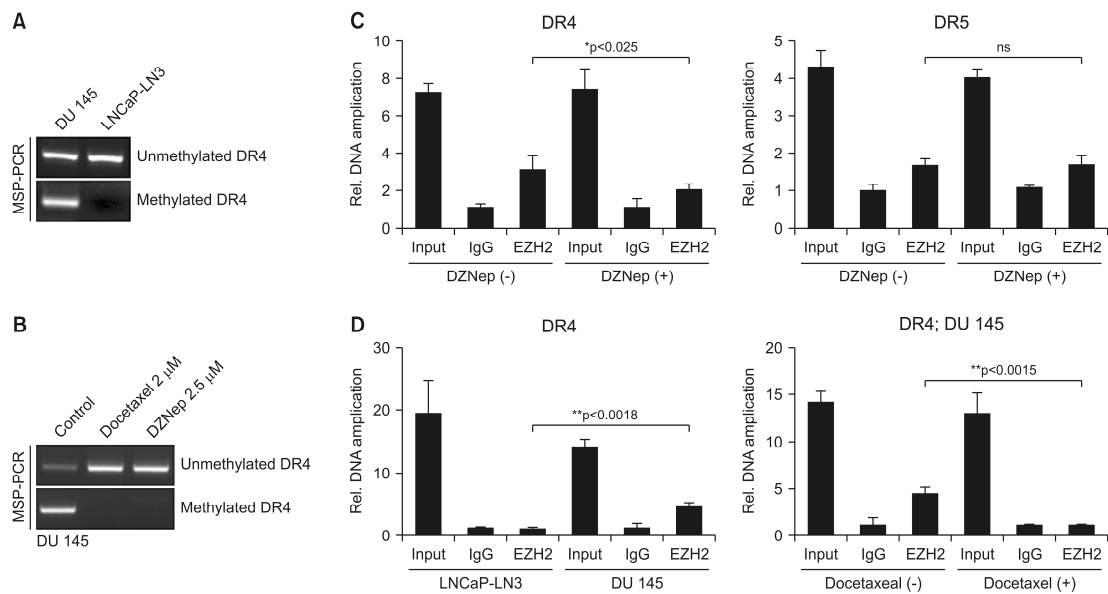 A
DU 145
LNCaP-LN3
MSP-PCR
Unmethylated DR4
Methylated DR4
B
Control
Docetaxel 2 μM
DZNep 2.5 μM
MSP-PCR
Unmethylated DR4
Methylated DR4
DU 145
C
DR4
Rel. DNA amplication
8
6
4
2
0
*p<0.025
Input IgG EZH2 Input IgG EZH2
DZNep (-) DZNep (+)
DR5
Rel. DNA amplication
5
4
3
2
1
0
ns
Input IgG EZH2 Input IgG EZH2
DZNep (-) DZNep (+)
D
DR4
Rel. DNA amplication
30
20
10
0
**p<0.0018
Input IgG EZH2 Input IgG EZH2
LNCaP-LN3 DU 145
DR4; DU 145
Rel. DNA amplication
20
15
10
5
0
**p<0.0015
Input IgG EZH2 Input IgG EZH2
Docetaxeal (-) Docetaxel (+)